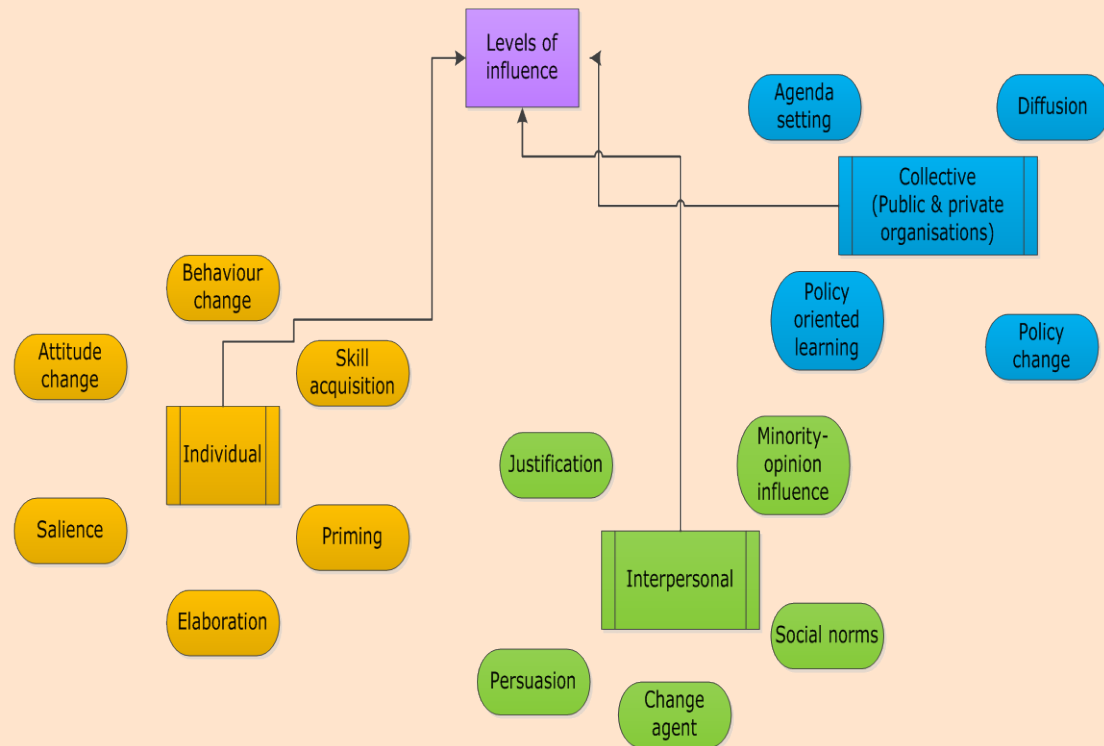 Levels of
influence
Agenda
setting
Diffusion
Collective
(Public & private
organisations)
Policy
oriented
learning
Policy
change
Behaviour
change
Attitude
change
Skill
acquisition
Individual
Salience
Priming
Elaboration
Justification
Minority-
opinion
influence
Interpersonal
Social norms
Persuasion
Change
agent